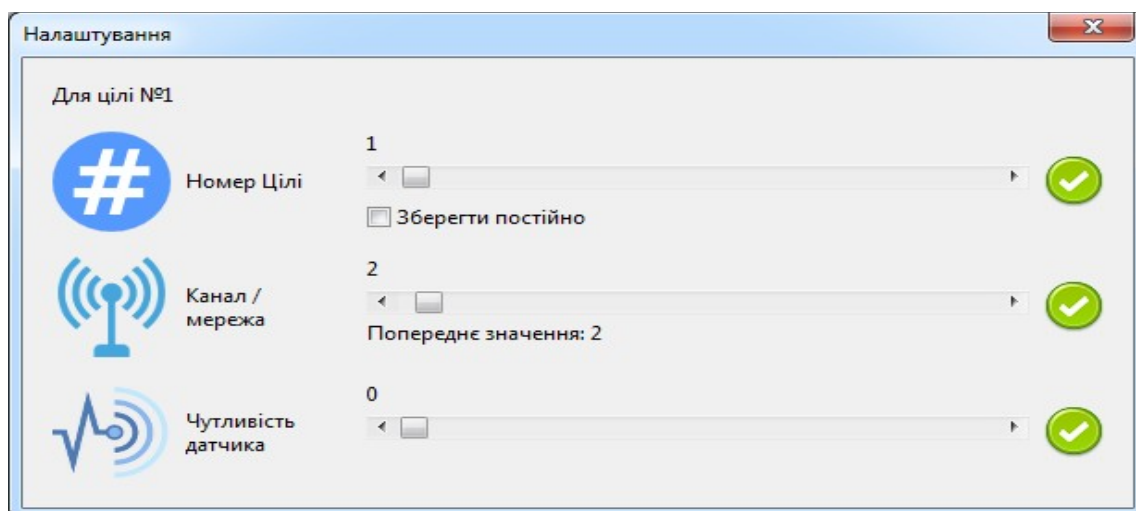 Налаштування
Для цілі №1
1
Номер Цілі
Зберегти постійно
2
Канал /
мережа
Попереднє значення: 2
0
Чутливість
датчика